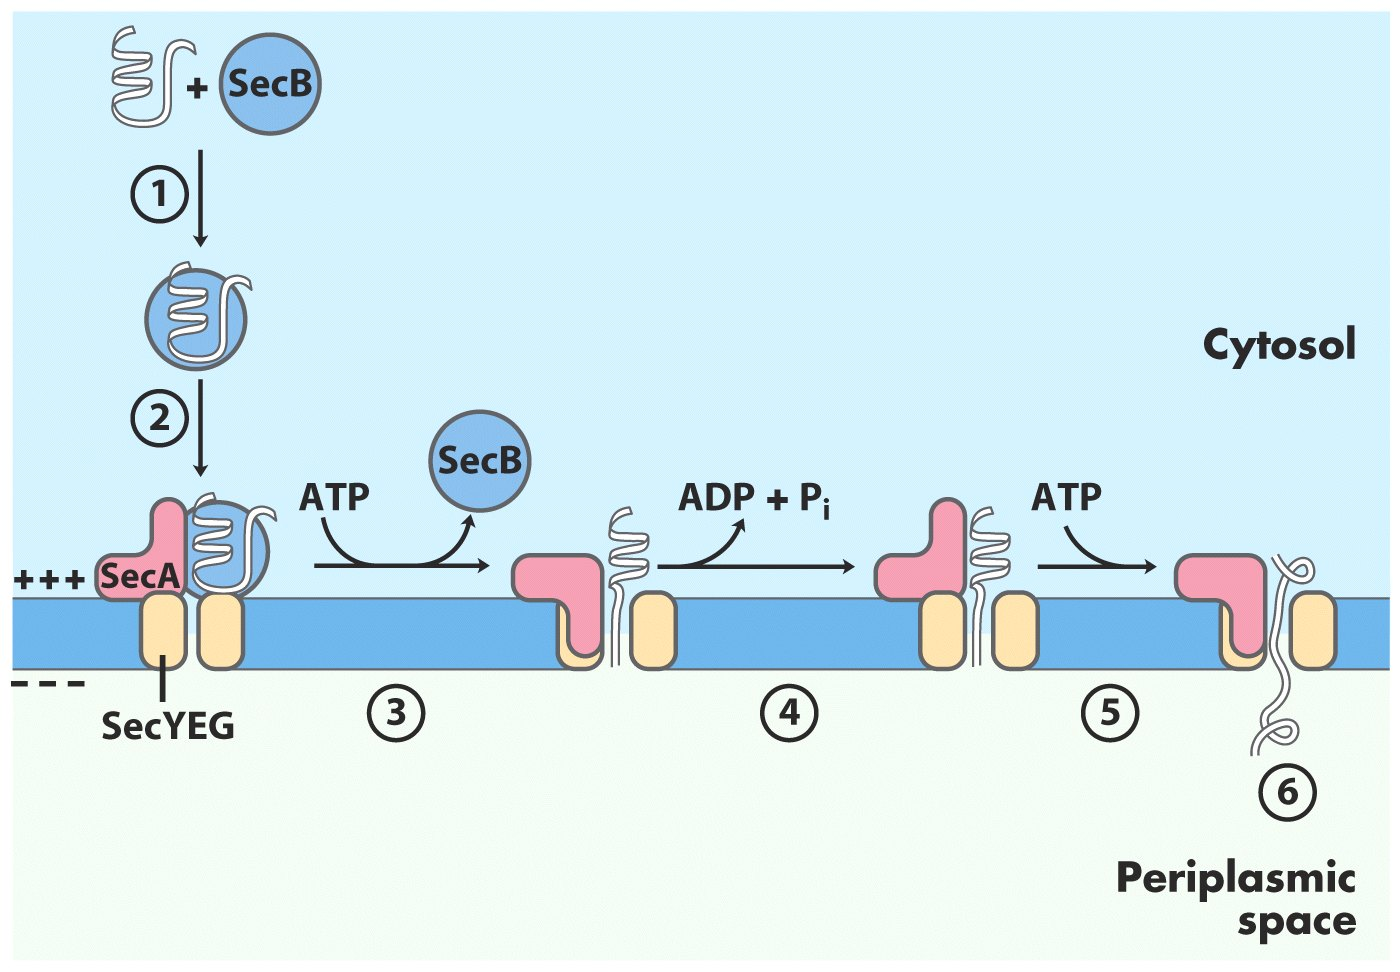 + SecB
1
2
Cytosol
SecB
ATP
ADP + Pi
ATP
+++
SecA
---
SecYEG
3
4
5
6
Periplasmic
space